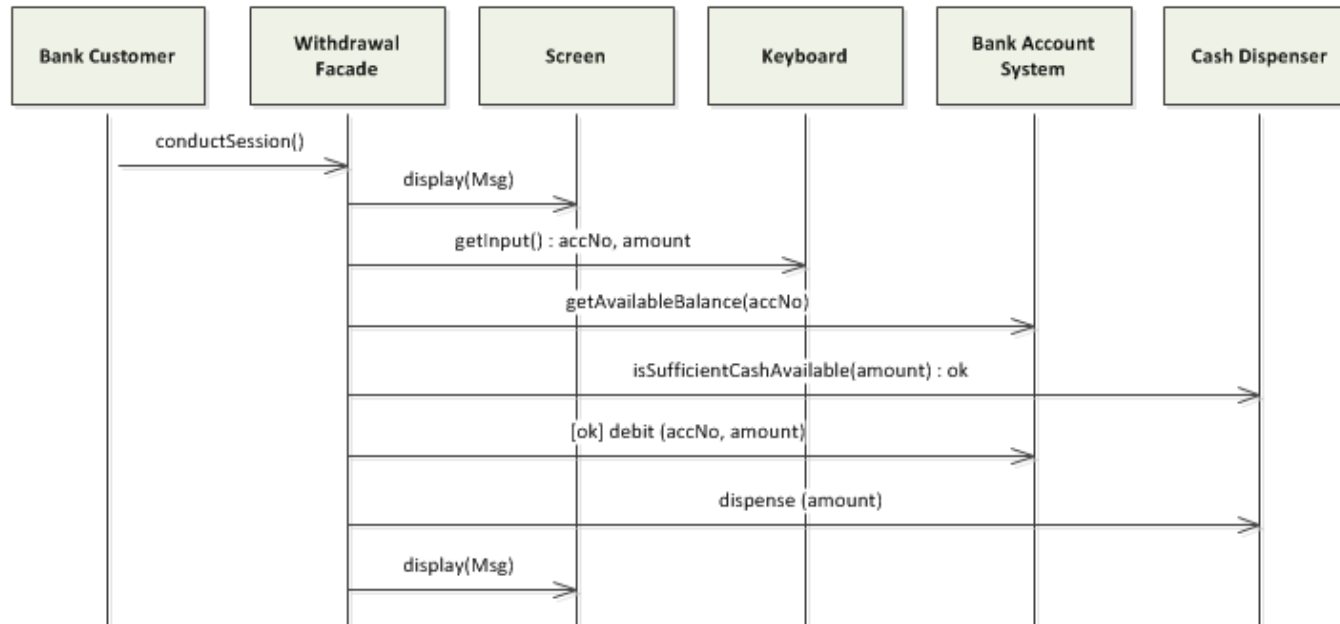 Bank Customer
Withdrawal
Facade
Screen
Keyboard
Bank Account
System
Cash Dispenser
conductSession()
display(Msg)
getInput() : accNo, amount
getAvailableBalance(accNo)
isSufficientCashAvailable(amount) : ok
[ok] debit (accNo, amount)
dispense (amount)
display(Msg)